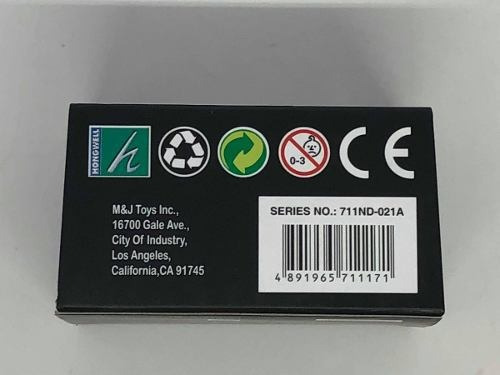 HONGWELL
h
0-3
CE
M&J Toys Inc.,
16700 Gale Ave.,
City Of Industry,
Los Angeles,
California,CA 91745
SERIES NO.: 711ND-021A
4 891965 711171